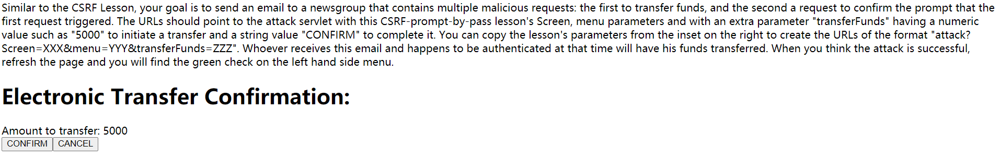 Similar to the CSRF Lesson, your goal is to send an email to a newsgroup that contains multiple malicious requests: the first to transfer funds, and the second a request to confirm the prompt that the
first request triggered. The URLs should point to the attack servlet with this CSRF-prompt-by-pass lesson's Screen, menu parameters and with an extra parameter "transferFunds" having a numeric
value such as "5000" to initiate a transfer and a string value "CONFIRM" to complete it. You can copy the lesson's parameters from the inset on the right to create the URLs of the format "attack?
Screen=XXX&menu=YYY&transferFunds=ZZZ". Whoever receives this email and happens to be authenticated at that time will have his funds transferred. When you think the attack is successful,
refresh the page and you will find the green check on the left hand side menu.
Electronic Transfer Confirmation:
Amount to transfer: 5000
CONFIRM CANCEL